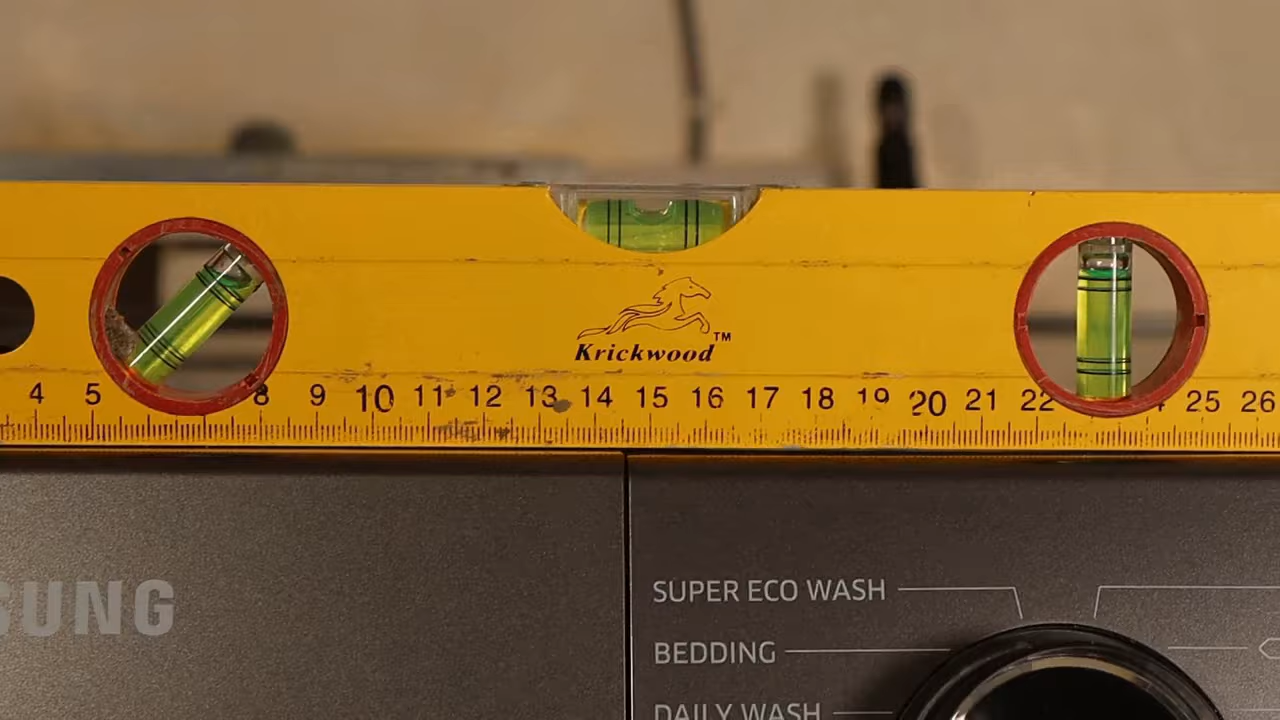 Krickwood™
4 5 8 9 10 11 12 13 14 15 16 17 18 19 20 21 22 25 26
SUNG
SUPER ECO WASH
BEDDING
DAILY WASH